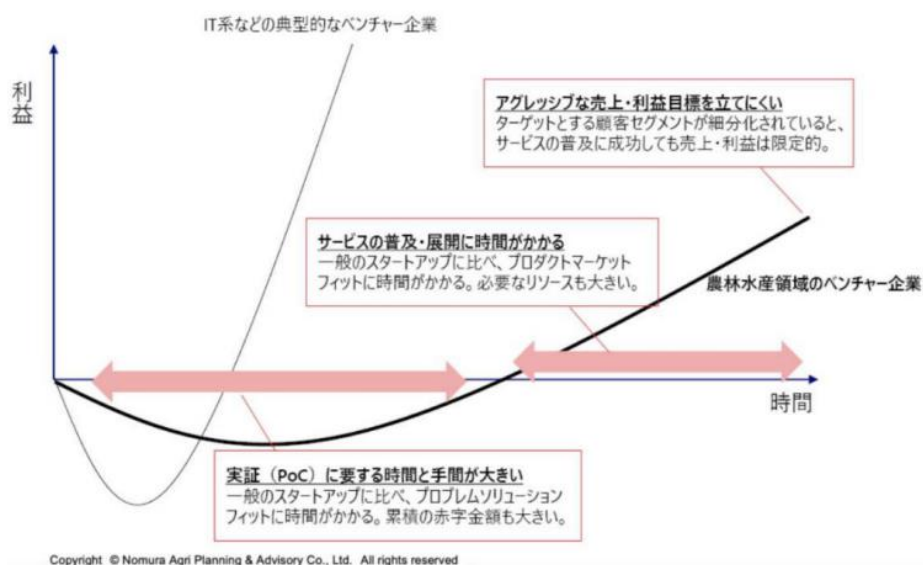 IT系などの典型的なベンチャー企業
利益
アグレッシブな売上・利益目標を立てにくい
ターゲットとする顧客セグメントが細分化されていると、
サービスの普及に成功しても売上・利益は限定的。
サービスの普及・展開に時間がかかる
一般のスタートアップに比べ、プロダクトマーケット
フィットに時間がかかる。必要なリソースも大きい。
農林水産領域のベンチャー企業
時間
実証（PoC）に要する時間と手間が大きい
一般のスタートアップに比べ、プロブレムソリューション
フィットに時間がかかる。累積の赤字金額も大きい。
Copyright © Nomura Agri Planning & Advisory Co., Ltd. All rights reserved